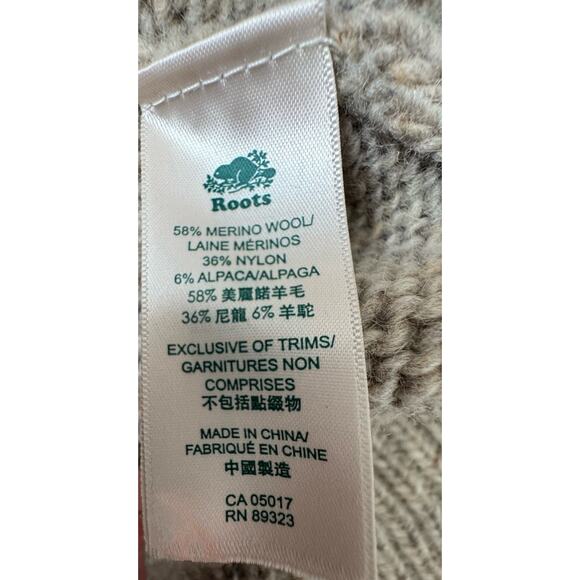 Roots
58% MERINO WOOL/
LAINE MÉRINOS
36% NYLON
6% ALPACA/ALPAGA
58% 美麗諾羊毛
36% 尼龍 6% 羊駝
EXCLUSIVE OF TRIMS/
GARNITURES NON
COMPRISES
不包括點綴物
MADE IN CHINA/
FABRIQUÉ EN CHINE
中國製造
CA 05017
RN 89323